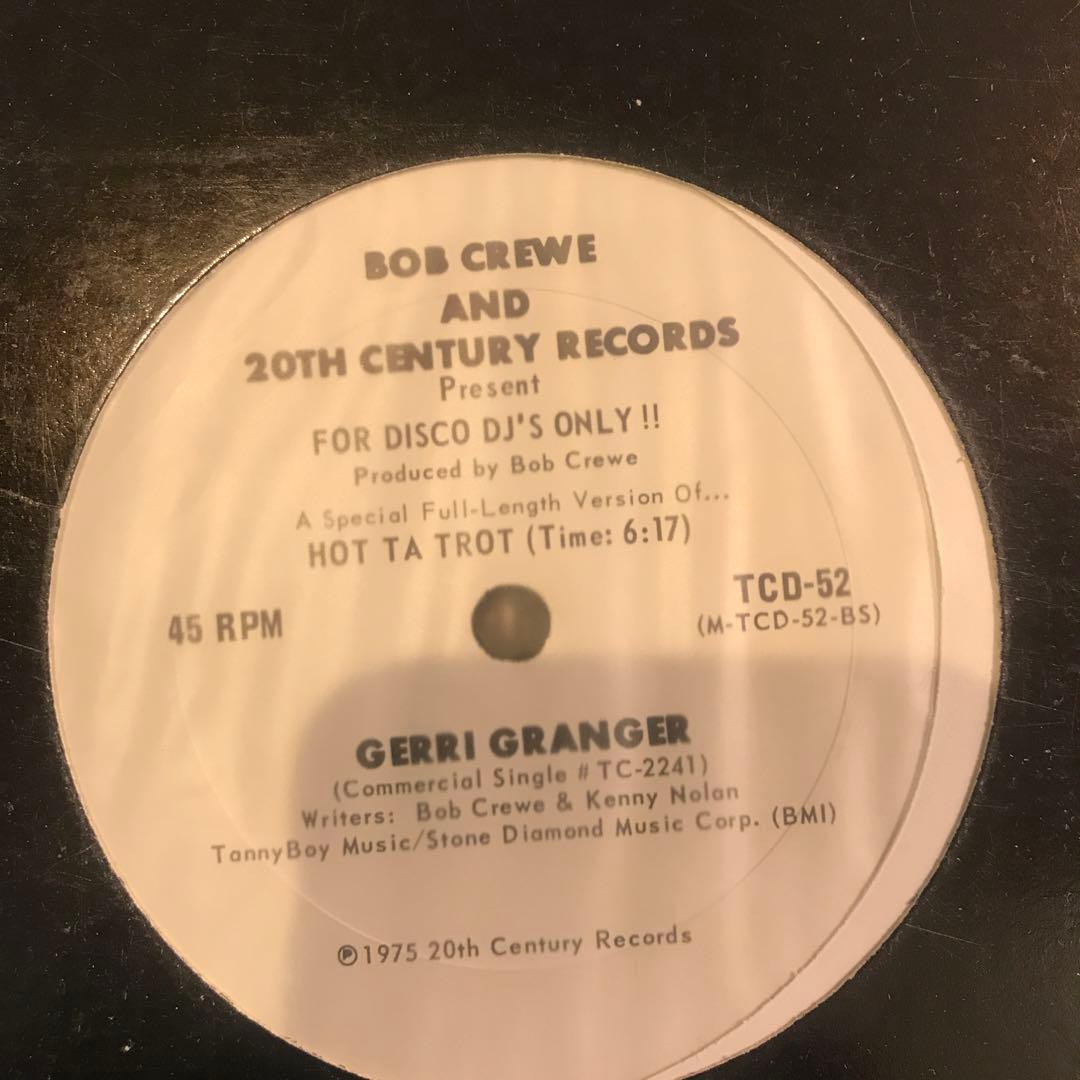 BOB CREWE
AND
20TH CENTURY RECORDS
Present
FOR DISCO DJ'S ONLY !!
Produced by Bob Crewe
A Special Full-Length Version Of...
HOT TA TROT (Time: 6:17)
45 RPM
TCD-52
(M-TCD-52-BS)
GERRI GRANGER
(Commercial Single # TC-2241)
Writers: Bob Crewe & Kenny Nolan
TannyBoy Music/Stone Diamond Music Corp. (BMI)
℗1975 20th Century Records